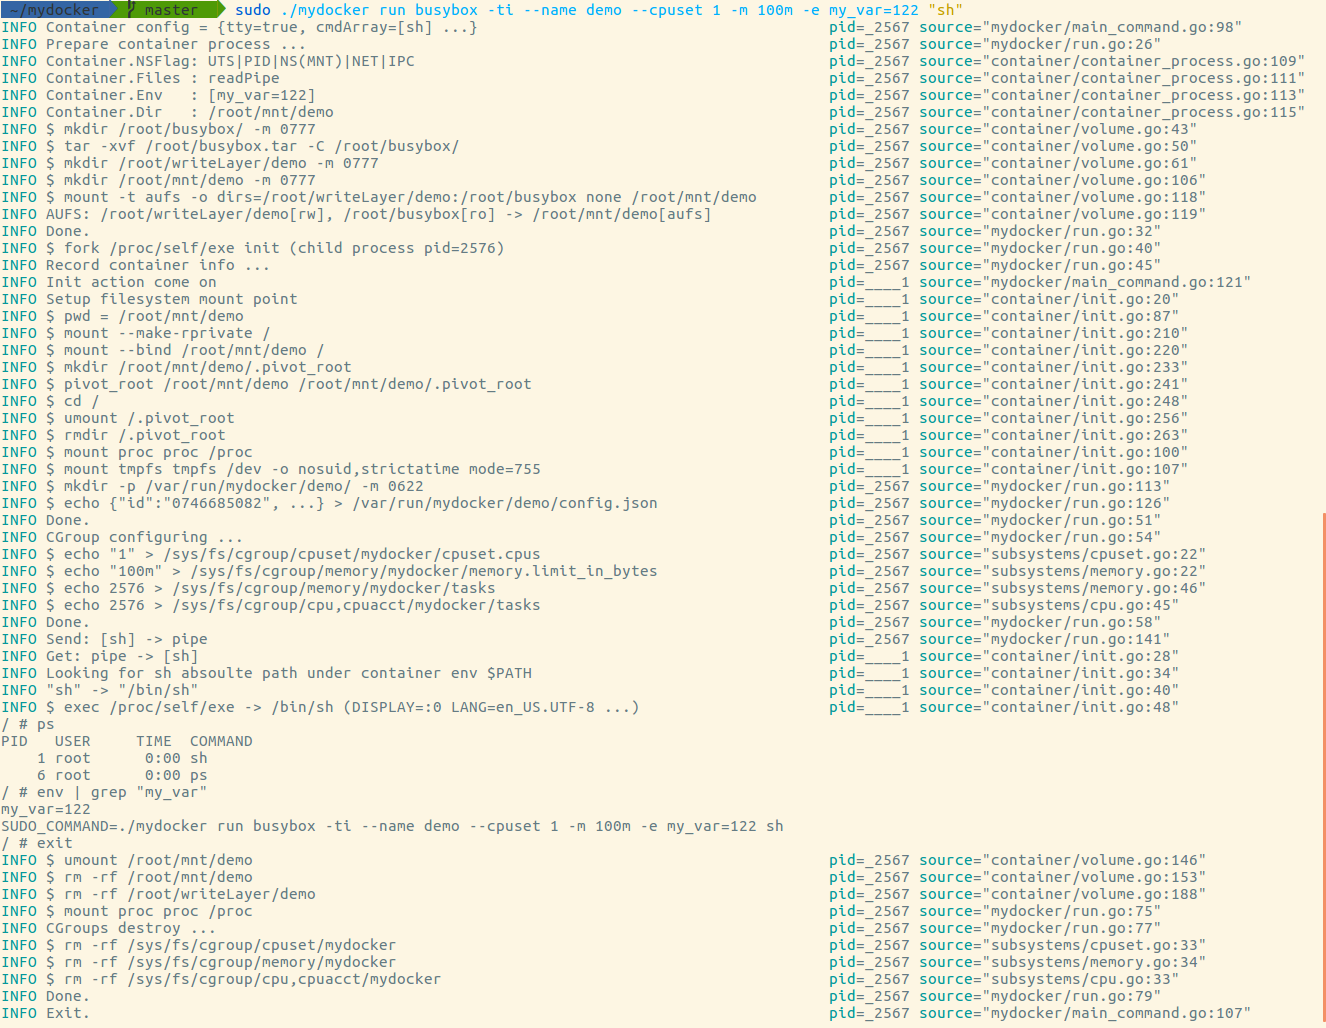 ~/mydocker master sudo ./mydocker run busybox -ti --name demo --cpuset 1 -m 100m -e my_var=122 "sh"
INFO Container config = {tty=true, cmdArray=[sh] ...} pid=_2567 source="mydocker/main_command.go:98"
INFO Prepare container process ... pid=_2567 source="mydocker/run.go:26"
INFO Container.NSFlag: UTS|PID|NS(MNT)|NET|IPC pid=_2567 source="container/container_process.go:109"
INFO Container.Files : readPipe pid=_2567 source="container/container_process.go:111"
INFO Container.Env   : [my_var=122] pid=_2567 source="container/container_process.go:113"
INFO Container.Dir   : /root/mnt/demo pid=_2567 source="container/container_process.go:115"
INFO $ mkdir /root/busybox/ -m 0777 pid=_2567 source="container/volume.go:43"
INFO $ tar -xvf /root/busybox.tar -C /root/busybox/ pid=_2567 source="container/volume.go:50"
INFO $ mkdir /root/writeLayer/demo -m 0777 pid=_2567 source="container/volume.go:61"
INFO $ mkdir /root/mnt/demo -m 0777 pid=_2567 source="container/volume.go:106"
INFO $ mount -t aufs -o dirs=/root/writeLayer/demo:/root/busybox none /root/mnt/demo pid=_2567 source="container/volume.go:118"
INFO AUFS: /root/writeLayer/demo[rw], /root/busybox[ro] -> /root/mnt/demo[aufs] pid=_2567 source="container/volume.go:119"
INFO Done. pid=_2567 source="mydocker/run.go:32"
INFO $ fork /proc/self/exe init (child process pid=2576) pid=_2567 source="mydocker/run.go:40"
INFO Record container info ... pid=_2567 source="mydocker/run.go:45"
INFO Init action come on pid=____1 source="mydocker/main_command.go:121"
INFO Setup filesystem mount point pid=____1 source="container/init.go:20"
INFO $ pwd = /root/mnt/demo pid=____1 source="container/init.go:87"
INFO $ mount --make-rprivate / pid=____1 source="container/init.go:210"
INFO $ mount --bind /root/mnt/demo / pid=____1 source="container/init.go:220"
INFO $ mkdir /root/mnt/demo/.pivot_root pid=____1 source="container/init.go:233"
INFO $ pivot_root /root/mnt/demo /root/mnt/demo/.pivot_root pid=____1 source="container/init.go:241"
INFO $ cd / pid=____1 source="container/init.go:248"
INFO $ umount /.pivot_root pid=____1 source="container/init.go:256"
INFO $ rmdir /.pivot_root pid=____1 source="container/init.go:263"
INFO $ mount proc proc /proc pid=____1 source="container/init.go:100"
INFO $ mount tmpfs tmpfs /dev -o nosuid,strictatime mode=755 pid=____1 source="container/init.go:107"
INFO $ mkdir -p /var/run/mydocker/demo/ -m 0622 pid=_2567 source="mydocker/run.go:113"
INFO $ echo {"id":"0746685082", ...} > /var/run/mydocker/demo/config.json pid=_2567 source="mydocker/run.go:126"
INFO Done. pid=_2567 source="mydocker/run.go:51"
INFO CGroup configuring ... pid=_2567 source="mydocker/run.go:54"
INFO $ echo "1" > /sys/fs/cgroup/cpuset/mydocker/cpuset.cpus pid=_2567 source="subsystems/cpuset.go:22"
INFO $ echo "100m" > /sys/fs/cgroup/memory/mydocker/memory.limit_in_bytes pid=_2567 source="subsystems/memory.go:22"
INFO $ echo 2576 > /sys/fs/cgroup/memory/mydocker/tasks pid=_2567 source="subsystems/memory.go:46"
INFO $ echo 2576 > /sys/fs/cgroup/cpu,cpuacct/mydocker/tasks pid=_2567 source="subsystems/cpu.go:45"
INFO Done. pid=_2567 source="mydocker/run.go:58"
INFO Send: [sh] -> pipe pid=_2567 source="mydocker/run.go:141"
INFO Get: pipe -> [sh] pid=____1 source="container/init.go:28"
INFO Looking for sh absoulte path under container env $PATH pid=____1 source="container/init.go:34"
INFO "sh" -> "/bin/sh" pid=____1 source="container/init.go:40"
INFO $ exec /proc/self/exe -> /bin/sh (DISPLAY=:0 LANG=en_US.UTF-8 ...) pid=____1 source="container/init.go:48"
/ # ps
PID   USER     TIME  COMMAND
    1 root      0:00 sh
    6 root      0:00 ps
/ # env | grep "my_var"
my_var=122
SUDO_COMMAND=./mydocker run busybox -ti --name demo --cpuset 1 -m 100m -e my_var=122 sh
/ # exit
INFO $ umount /root/mnt/demo pid=_2567 source="container/volume.go:146"
INFO $ rm -rf /root/mnt/demo pid=_2567 source="container/volume.go:153"
INFO $ rm -rf /root/writeLayer/demo pid=_2567 source="container/volume.go:188"
INFO $ mount proc proc /proc pid=_2567 source="mydocker/run.go:75"
INFO CGroups destroy ... pid=_2567 source="mydocker/run.go:77"
INFO $ rm -rf /sys/fs/cgroup/cpuset/mydocker pid=_2567 source="subsystems/cpuset.go:33"
INFO $ rm -rf /sys/fs/cgroup/memory/mydocker pid=_2567 source="subsystems/memory.go:34"
INFO $ rm -rf /sys/fs/cgroup/cpu,cpuacct/mydocker pid=_2567 source="subsystems/cpu.go:33"
INFO Done. pid=_2567 source="mydocker/run.go:79"
INFO Exit. pid=_2567 source="mydocker/main_command.go:107"